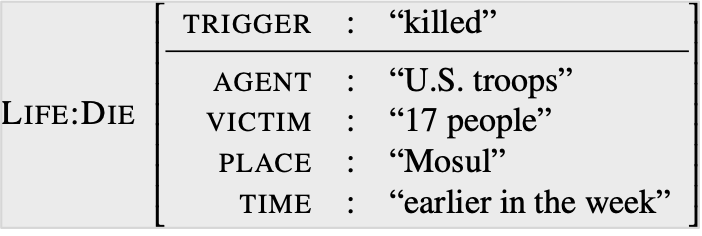 TRIGGER : “killed”
AGENT : “U.S. troops”
LIFE:DIE
VICTIM : “17 people”
PLACE : “Mosul”
TIME : “earlier in the week”